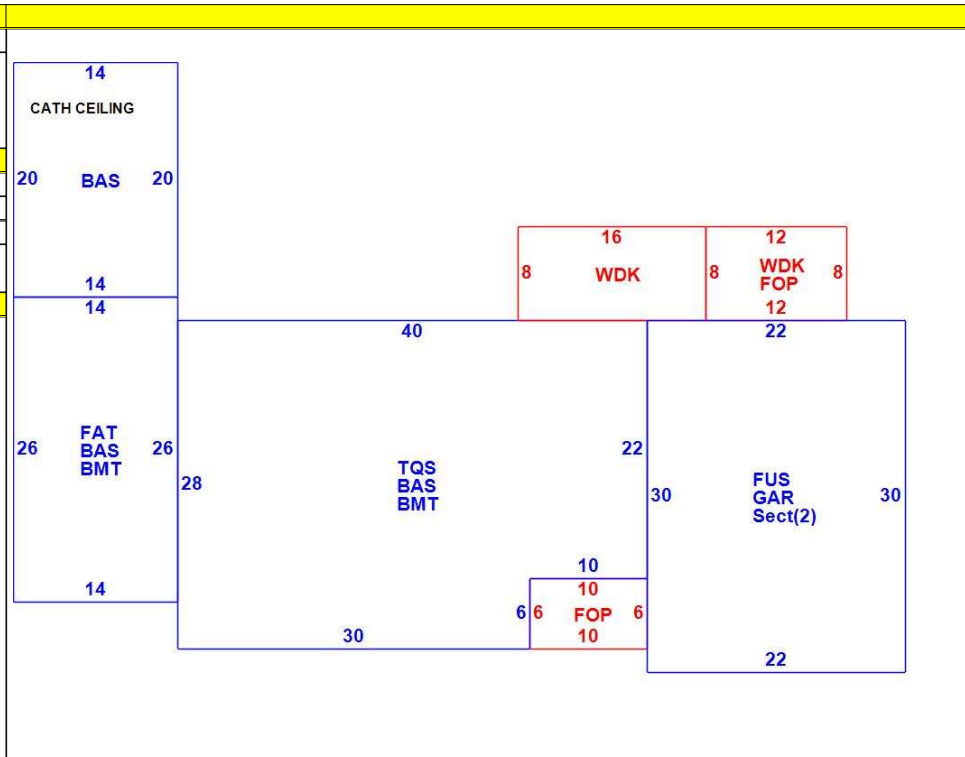 14
CATH CEILING
20 BAS 20
14
14
26 FAT 26
BAS
BMT
14
40
28
TQS
BAS
BMT
22
30
10
6
16
8 WDK
12
8 WDK 8
FOP
12
10
6 FOP 6
10
22
30 FUS 30
GAR
Sect(2)
22